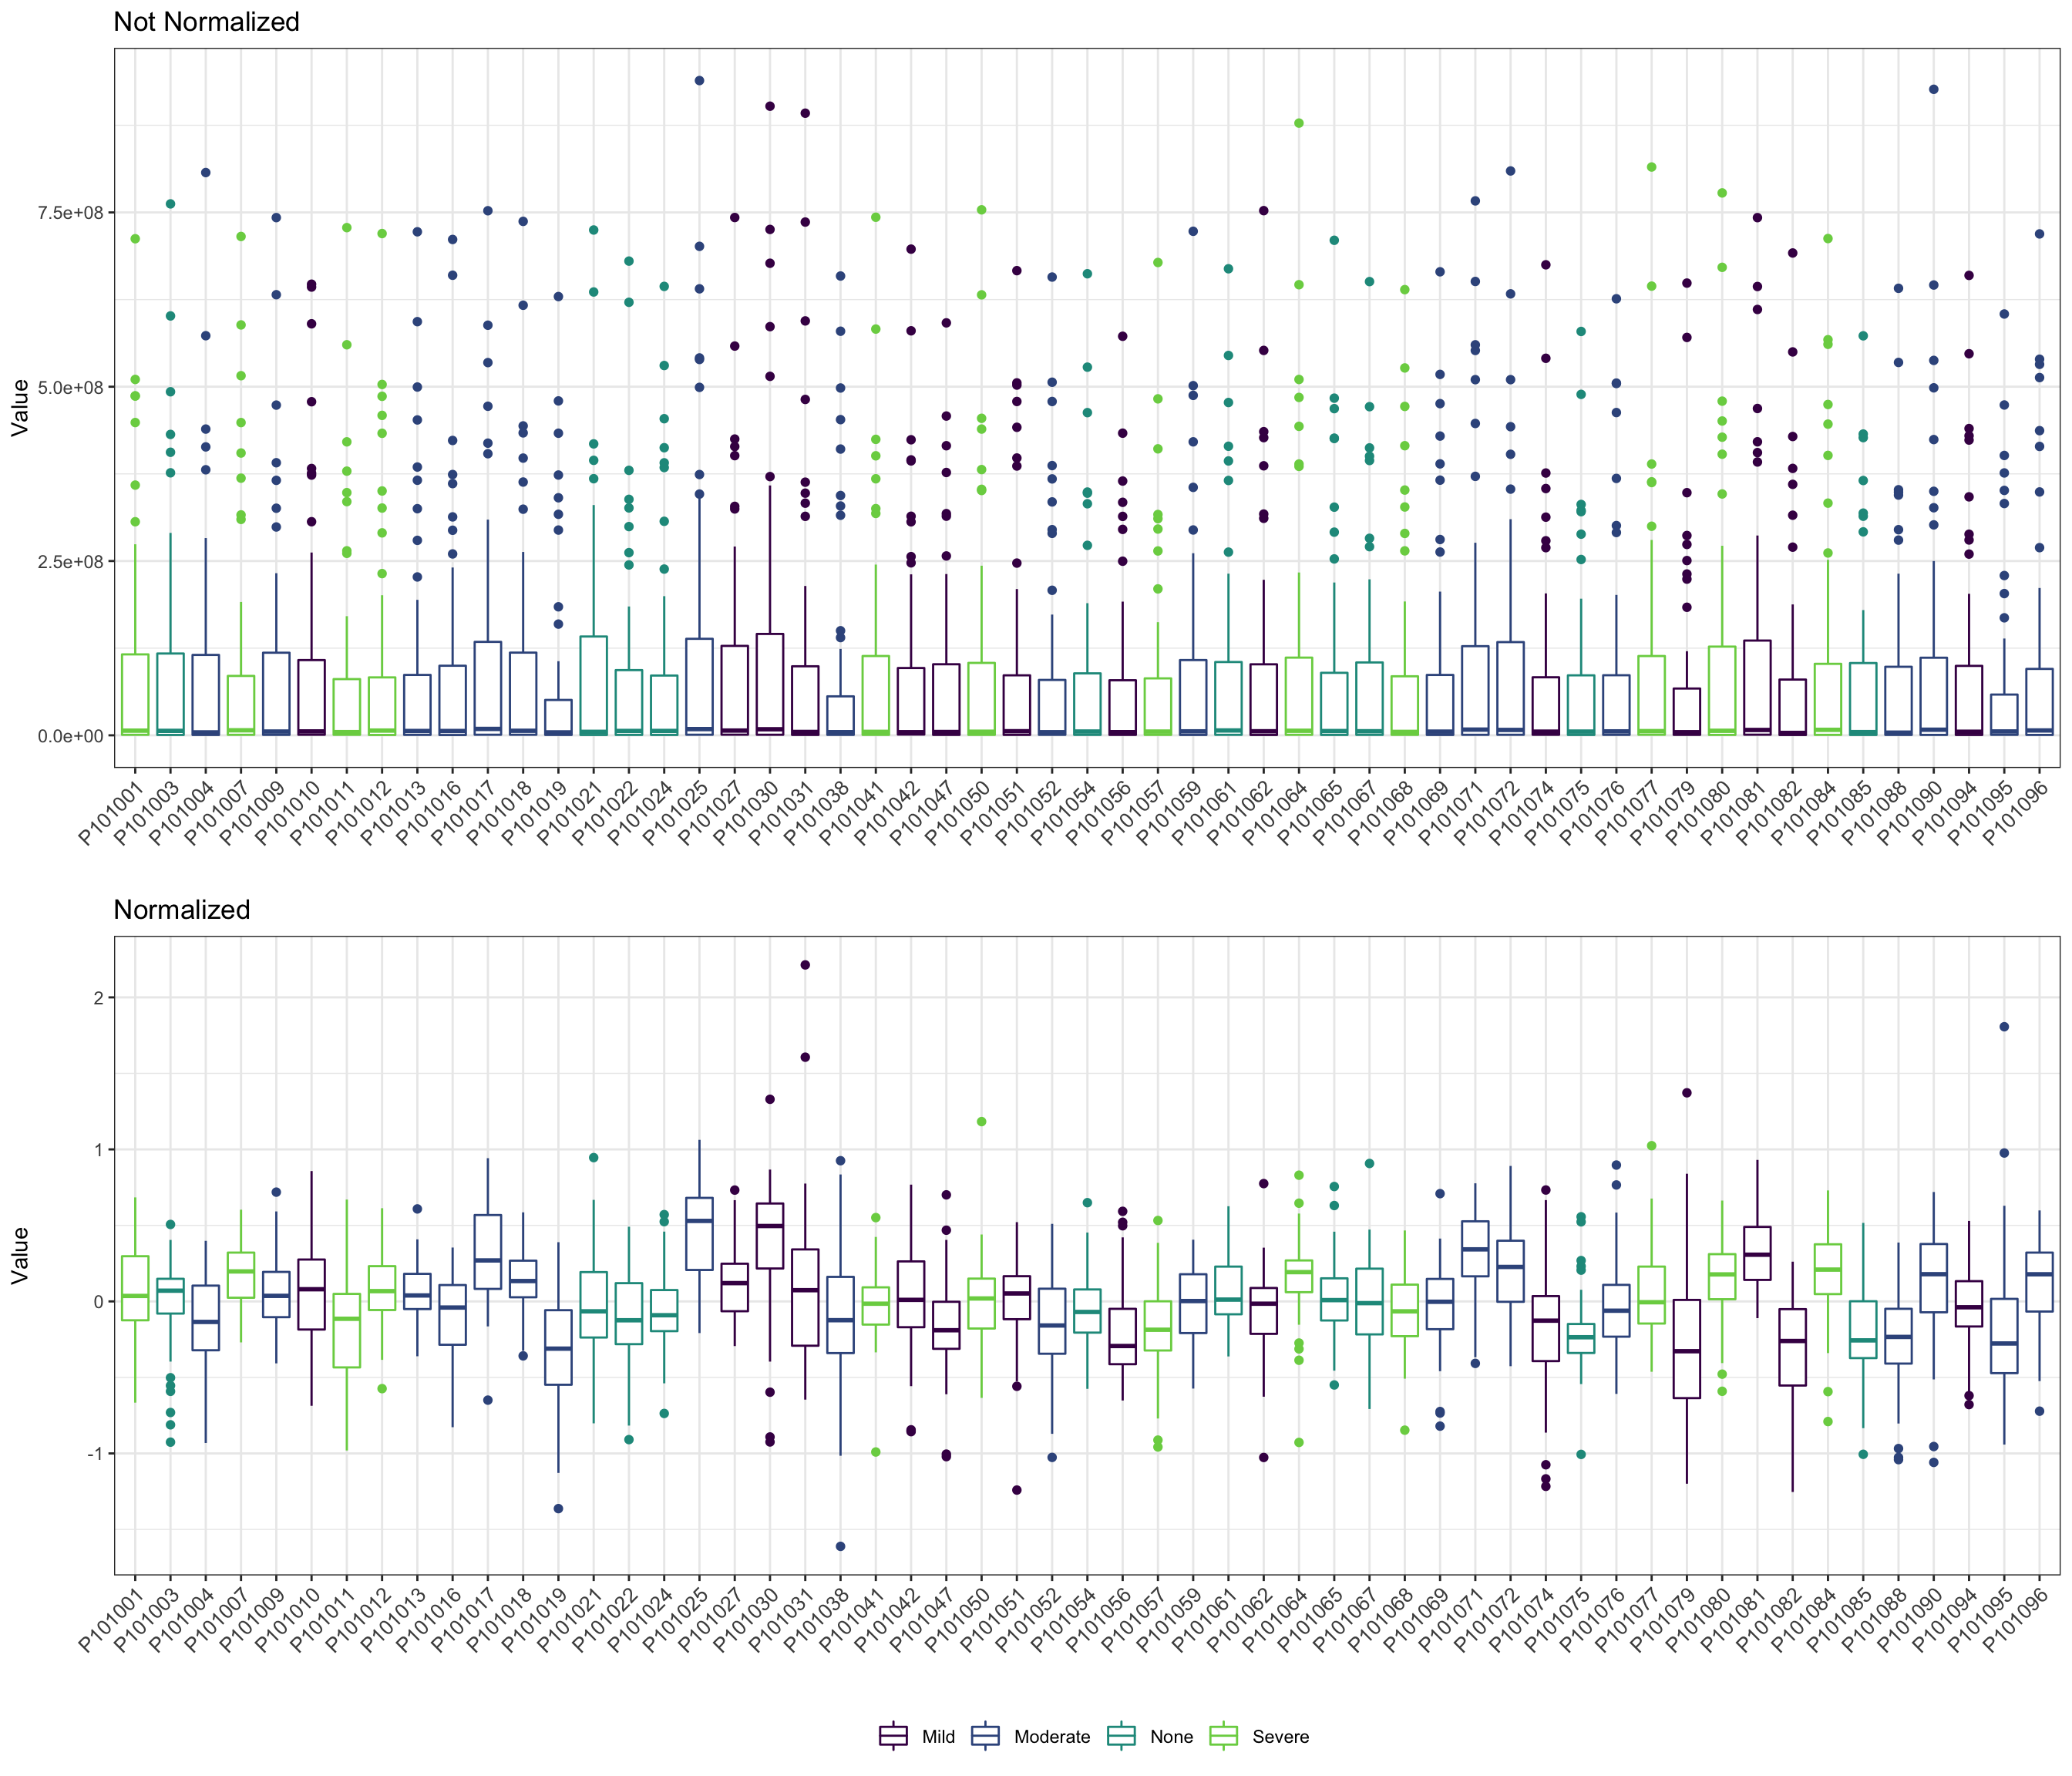 Not Normalized
Value
7.5e+08
5.0e+08
2.5e+08
0.0e+00
P101001 P101003 P101004 P101007 P101009 P101010 P101011 P101012 P101013 P101016 P101017 P101018 P101019 P101021 P101022 P101024 P101025 P101027 P101030 P101031 P101038 P101041 P101042 P101047 P101050 P101051 P101052 P101054 P101056 P101057 P101059 P101061 P101062 P101064 P101065 P101067 P101068 P101069 P101071 P101072 P101074 P101075 P101076 P101077 P101079 P101080 P101081 P101082 P101084 P101085 P101088 P101090 P101094 P101095 P101096
Normalized
Value
2
1
0
-1
P101001 P101003 P101004 P101007 P101009 P101010 P101011 P101012 P101013 P101016 P101017 P101018 P101019 P101021 P101022 P101024 P101025 P101027 P101030 P101031 P101038 P101041 P101042 P101047 P101050 P101051 P101052 P101054 P101056 P101057 P101059 P101061 P101062 P101064 P101065 P101067 P101068 P101069 P101071 P101072 P101074 P101075 P101076 P101077 P101079 P101080 P101081 P101082 P101084 P101085 P101088 P101090 P101094 P101095 P101096
Mild Moderate None Severe